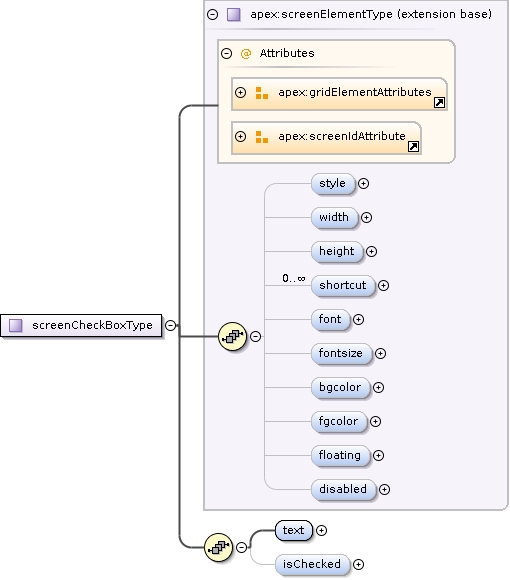 apex:screenElementType (extension base)
@ Attributes
apex:gridElementAttributes
apex:screenIdAttribute
style
width
height
0..∞ shortcut
font
screenCheckBoxType
fontsize
bgcolor
fgcolor
floating
disabled
text
isChecked